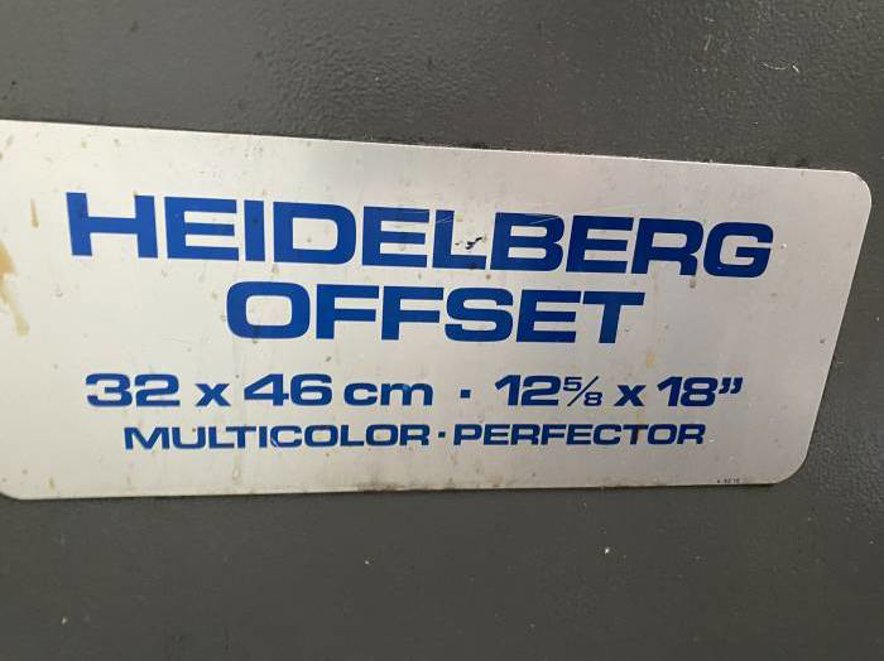 HEIDELBERG
OFFSET
32 x 46 cm · 12⅝ x 18”
MULTICOLOR · PERFECTOR